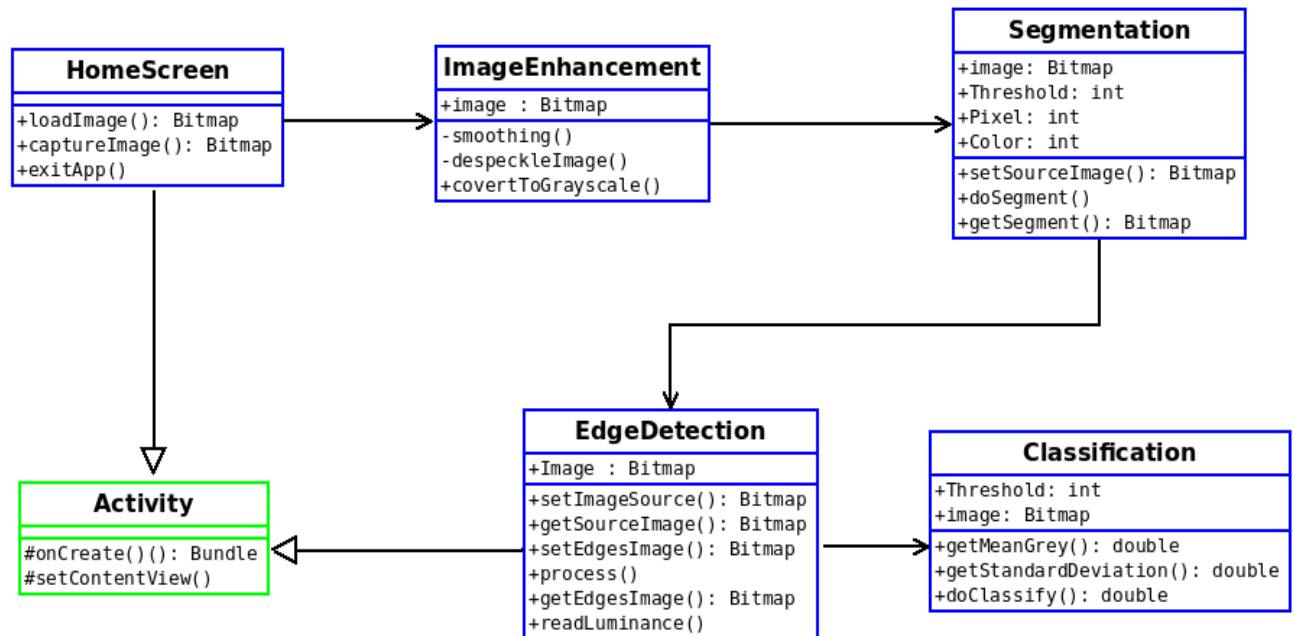 HomeScreen
+loadImage(): Bitmap
+captureImage(): Bitmap
+exitApp()
ImageEnhancement
+image : Bitmap
-smoothing()
-despeckleImage()
+covertToGrayscale()
Segmentation
+image: Bitmap
+Threshold: int
+Pixel: int
+Color: int
+setSourceImage(): Bitmap
+doSegment()
+getSegment(): Bitmap
Activity
#onCreate()(): Bundle
#setContentView()
EdgeDetection
+Image : Bitmap
+setImageSource(): Bitmap
+getSourceImage(): Bitmap
+setEdgesImage(): Bitmap
+process()
+getEdgesImage(): Bitmap
+readLuminance()
Classification
+Threshold: int
+image: Bitmap
+getMeanGrey(): double
+getStandardDeviation(): double
+doClassify(): double